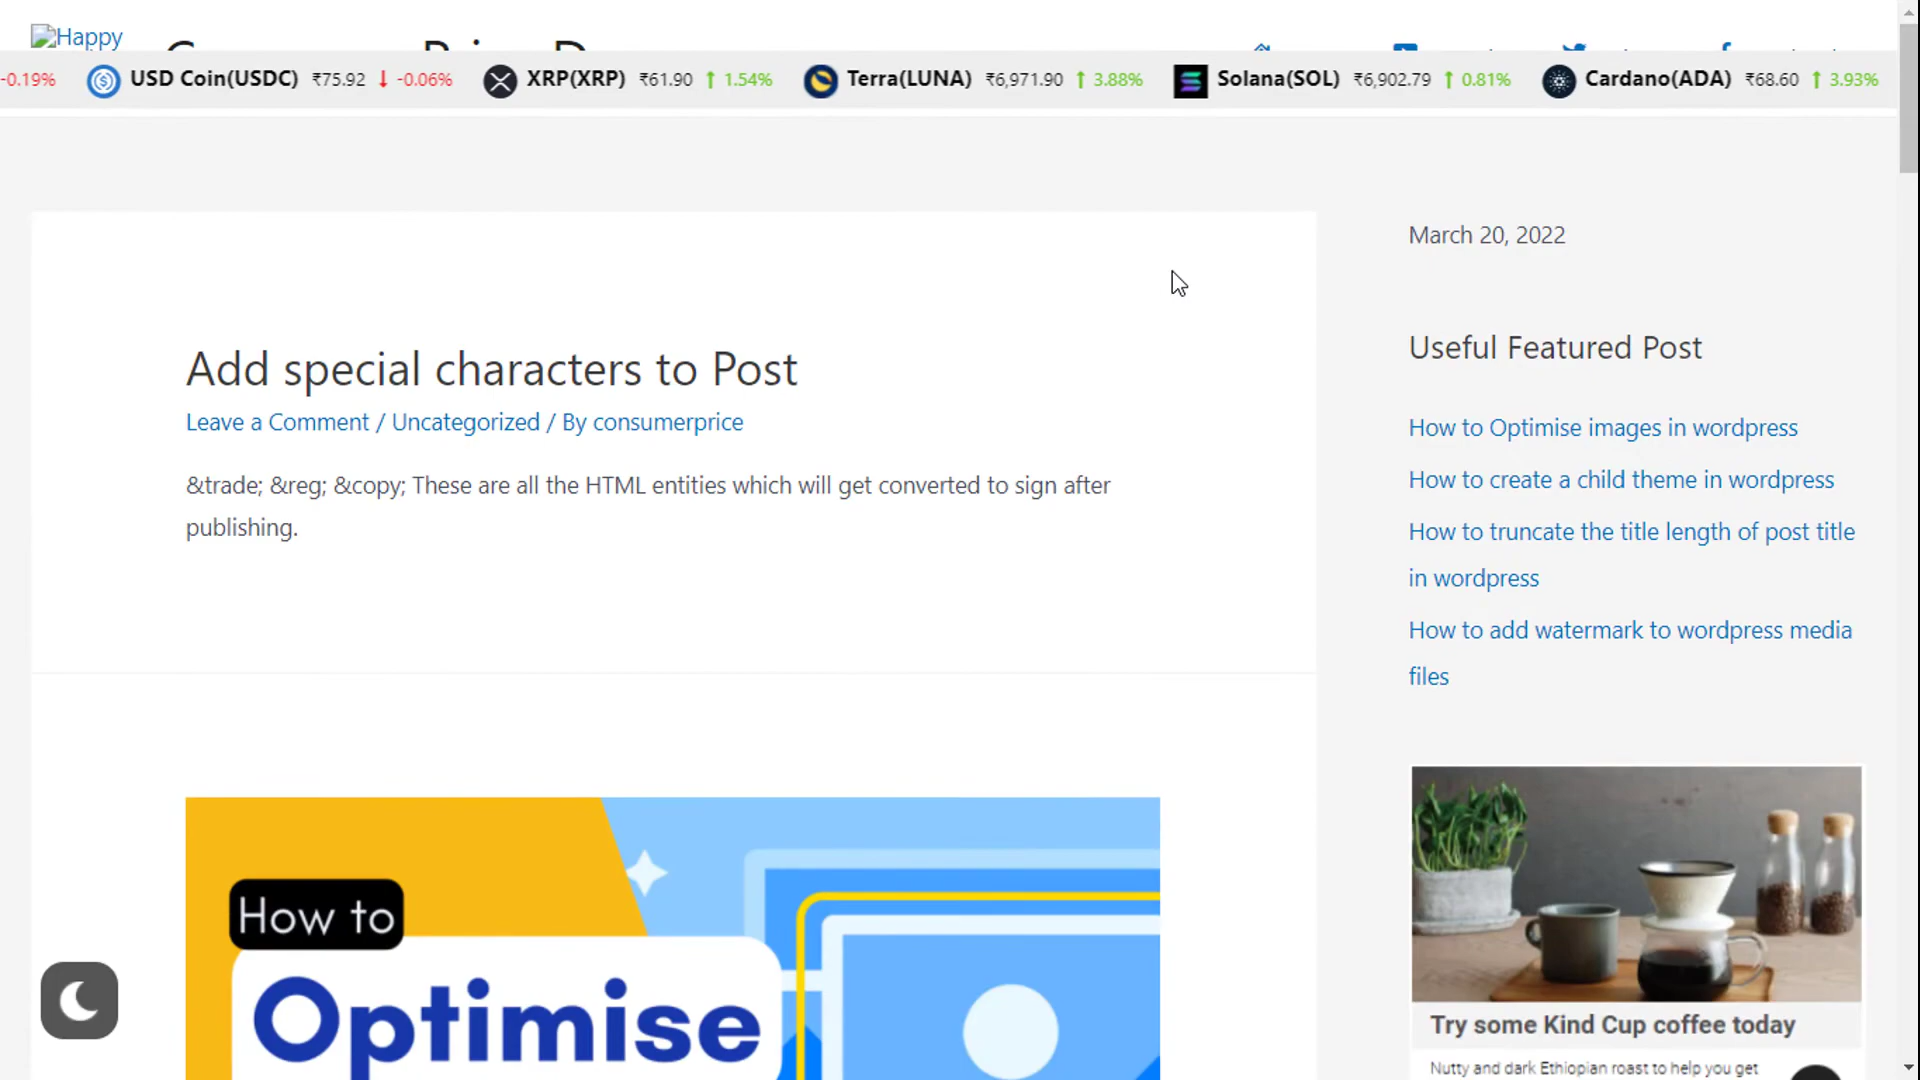 Happy
-0.19% USD Coin(USDC) ₹75.92 -0.06% XRP(XRP) ₹61.90 1.54% Terra(LUNA) ₹6,971.90 3.88% Solana(SOL) ₹6,902.79 0.81% Cardano(ADA) ₹68.60 3.93%
March 20, 2022
Add special characters to Post
Leave a Comment / Uncategorized / By consumerprice
&trade; &reg; &copy; These are all the HTML entities which will get converted to sign after
publishing.
Useful Featured Post
How to Optimise images in wordpress
How to create a child theme in wordpress
How to truncate the title length of post title
in wordpress
How to add watermark to wordpress media
files
How to
Optimise
Try some Kind Cup coffee today
Nutty and dark Ethiopian roast to help you get